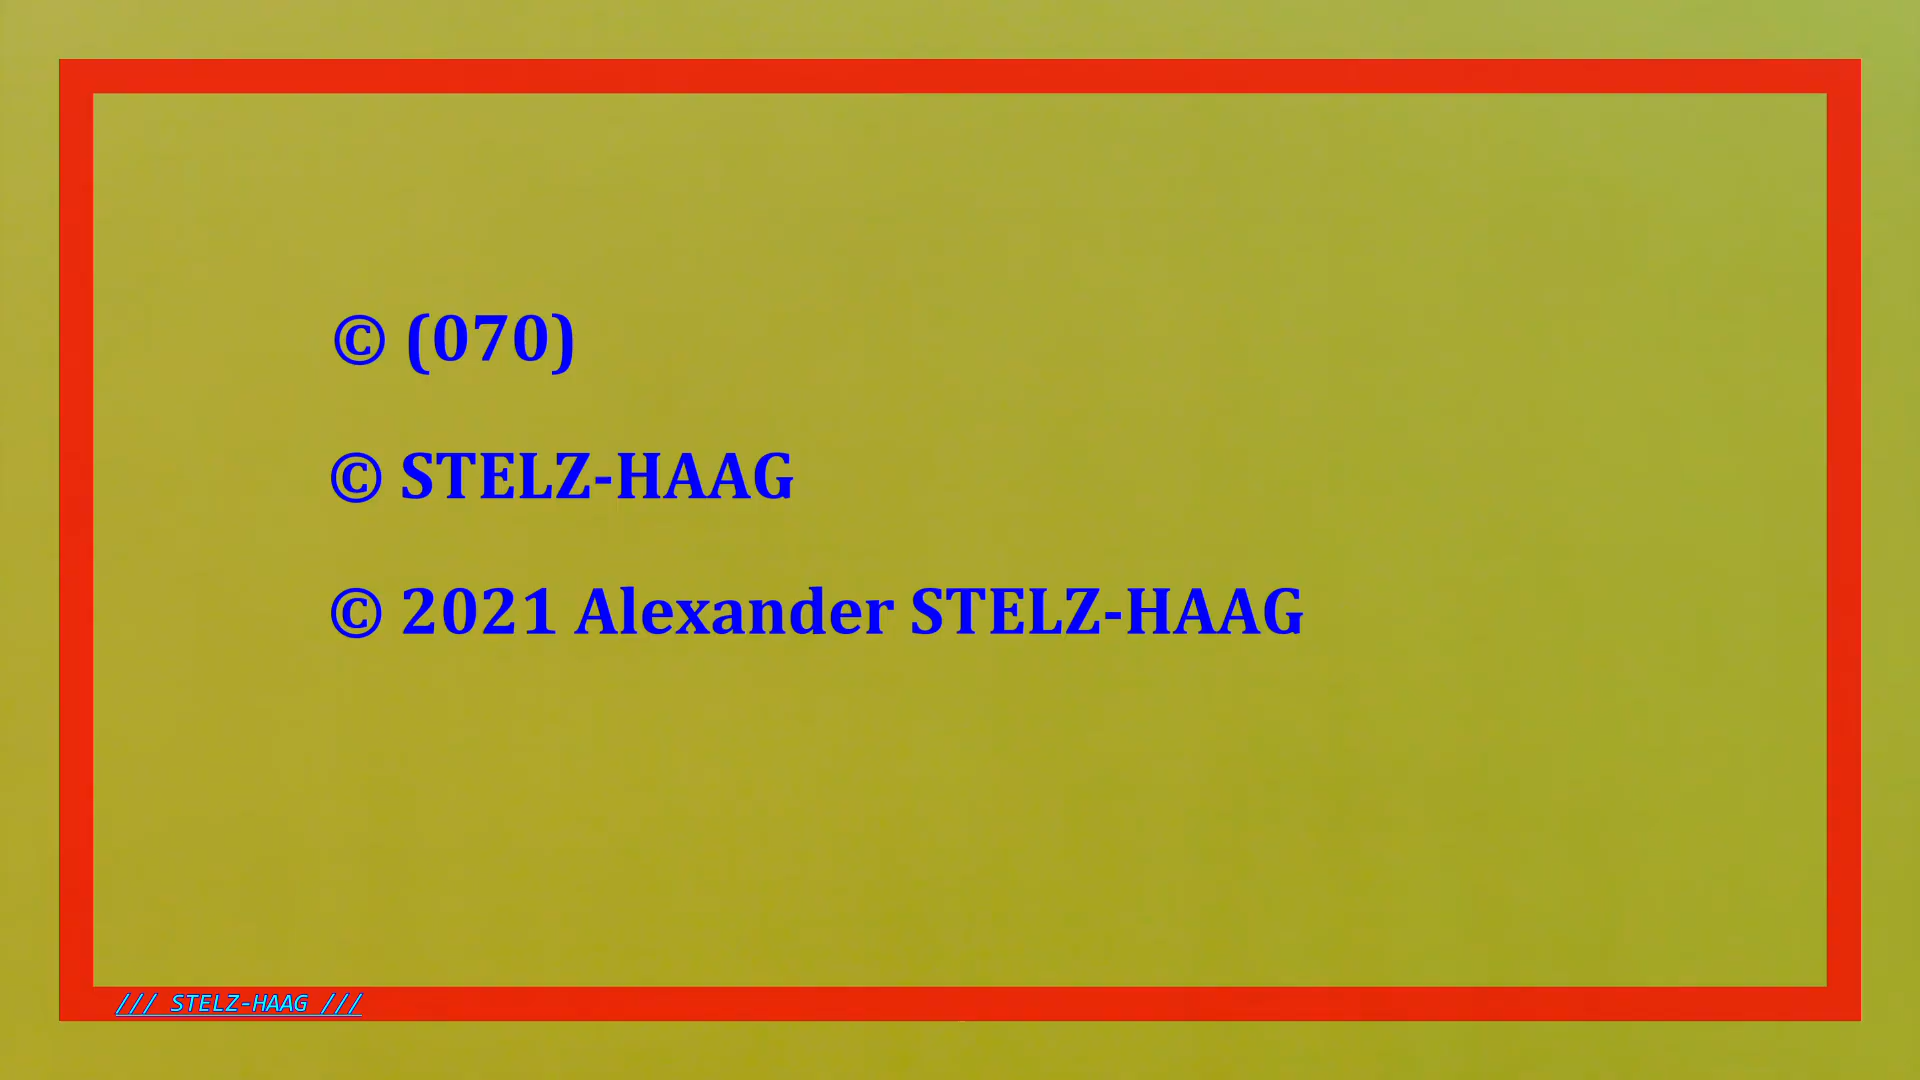 © (070)
© STELZ-HAAG
© 2021 Alexander STELZ-HAAG
/// STELZ-HAAG ///